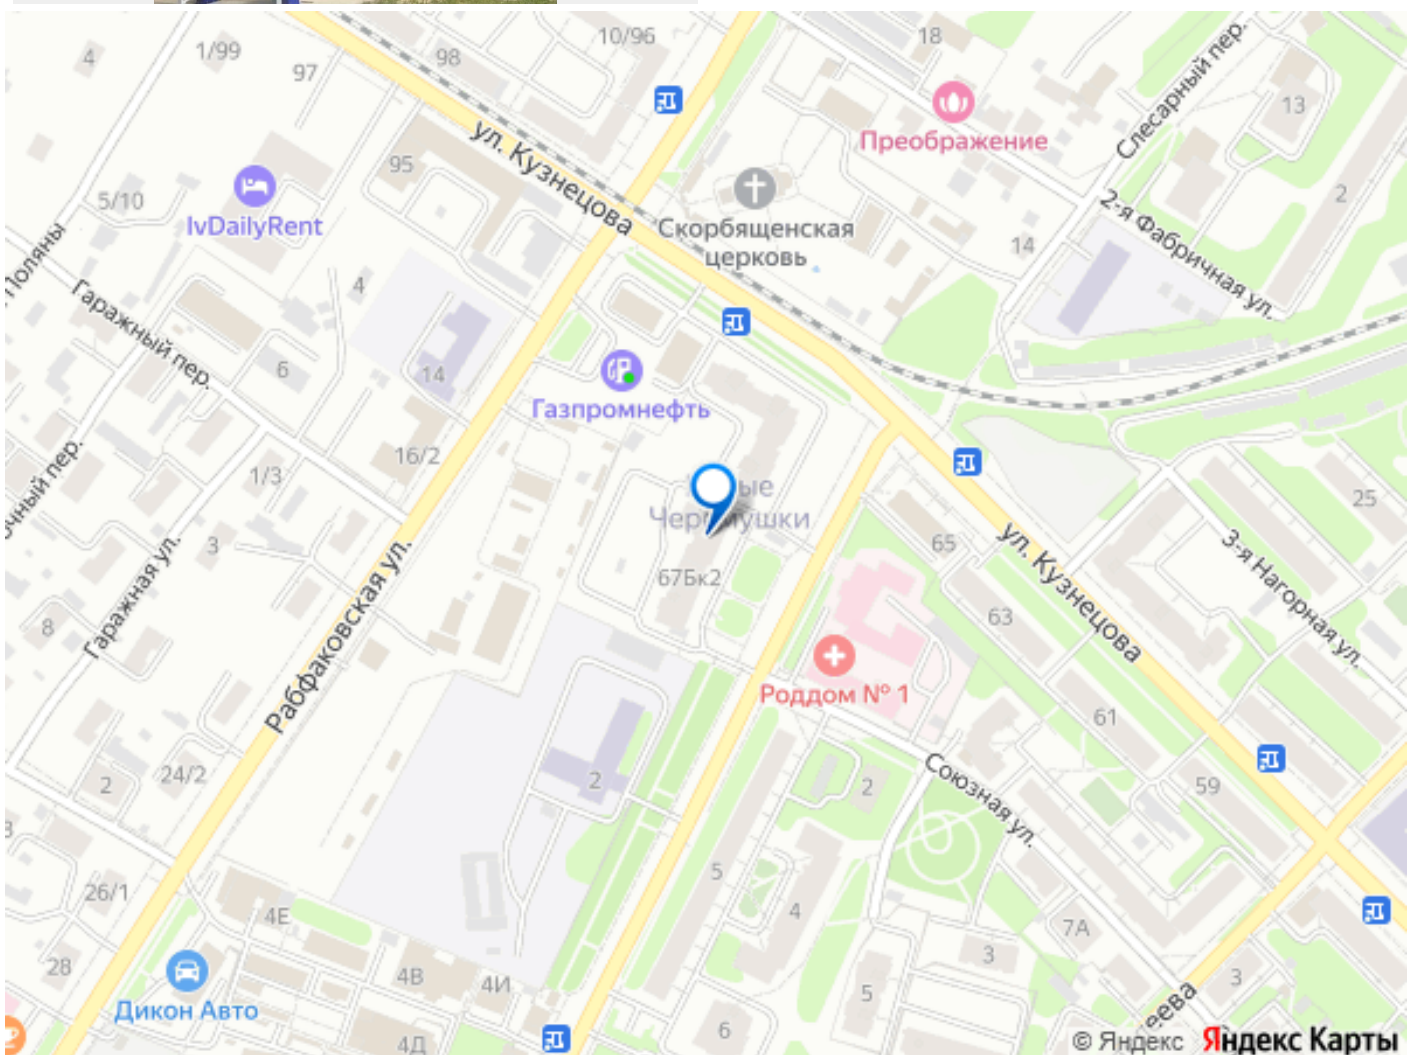 10/96
18
4
1/99
98
97
ул. Кузнецова
Слесарный пер.
13
Преображение
95
2
5/10
IvDailyRent
Скорбященская
церковь
2-я Фабричная ул.
14
Поляны
4
Гаражный пер.
6
14
Газпромнефть
16/2
1/3
ые
Чер
мушки
65
ул. Кузнецова
25
3-я Нагорная ул.
3
Гаражная ул.
67Бк2
63
8
Рабфаковская ул.
Роддом № 1
61
24/2
2
2
2
Союзная ул.
59
5
26/1
4Е
4
7А
3
28
4В
4И
3
5
Дикон Авто
6
4Д
© Яндекс Яндекс Карты